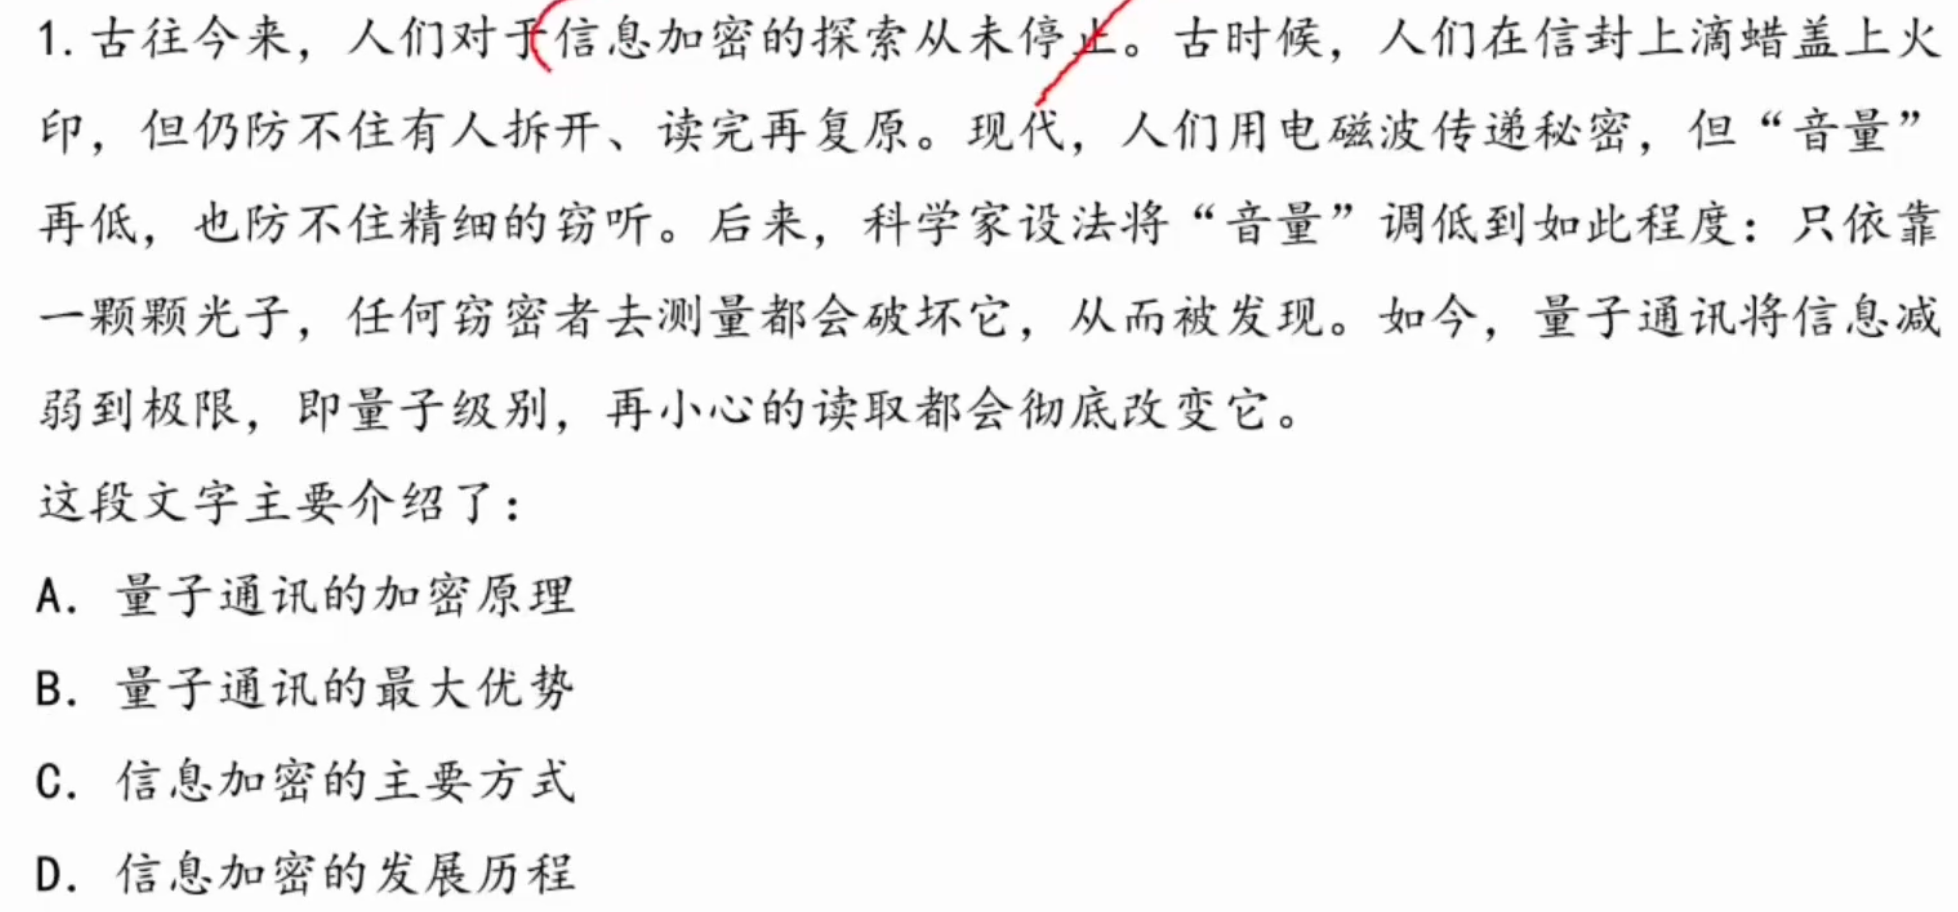 1. 古往今来，人们对于信息加密的探索从未停止。古时候，人们在信封上滴蜡盖上火
印，但仍防不住有人拆开、读完再复原。现代，人们用电磁波传递秘密，但“音量”
再低，也防不住精细的窃听。后来，科学家设法将“音量”调低到如此程度：只依靠
一颗颗光子，任何窃密者去测量都会破坏它，从而被发现。如今，量子通讯将信息减
弱到极限，即量子级别，再小心的读取都会彻底改变它。
这段文字主要介绍了：
A. 量子通讯的加密原理
B. 量子通讯的最大优势
C. 信息加密的主要方式
D. 信息加密的发展历程